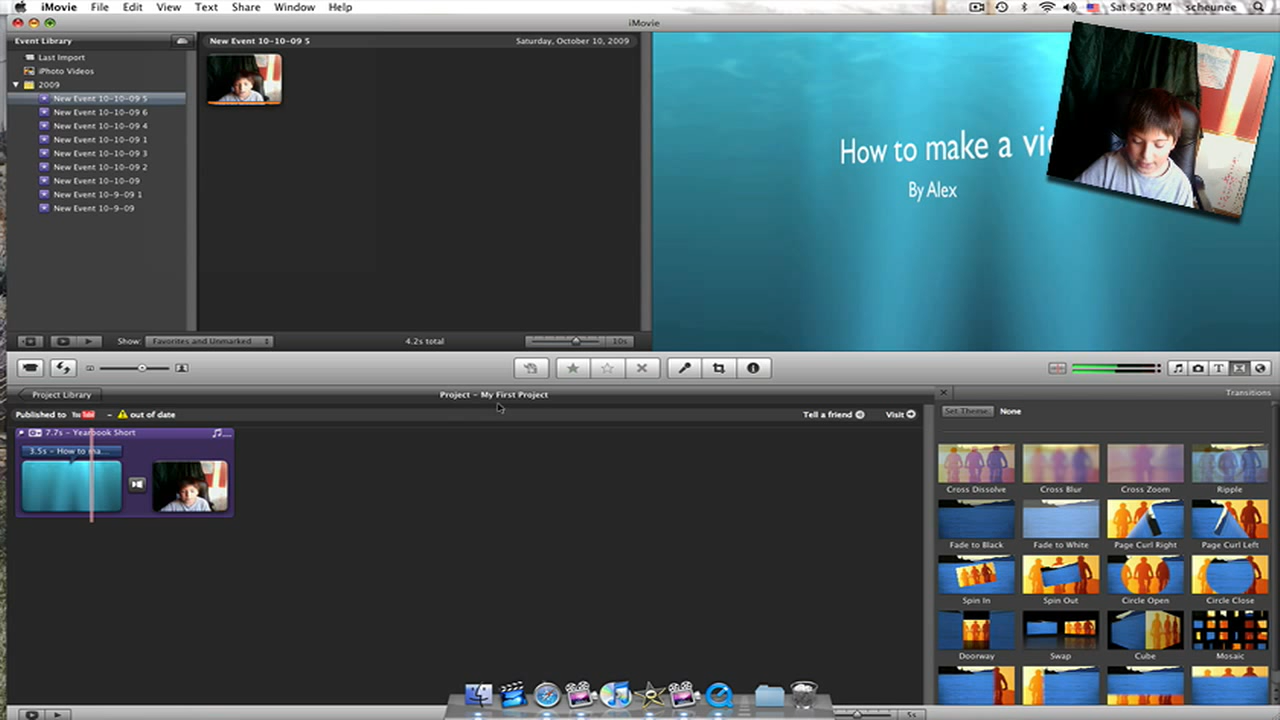 iMovie File Edit View Text Share Window Help
Sat 5:20 PM scheunee
iMovie
Event Library
Last Import
iPhoto Videos
2009
New Event 10-10-09 5
New Event 10-10-09 6
New Event 10-10-09 4
New Event 10-10-09 1
New Event 10-10-09 3
New Event 10-10-09 2
New Event 10-10-09
New Event 10-9-09 1
New Event 10-9-09
New Event 10-10-09 5
Saturday, October 10, 2009
How to make a vi
By Alex
Show: Favorites and Unmarked
4.2s total
10s
Project Library
Project - My First Project
Transitions
Published to YouTube - out of date
Tell a friend
Visit
Set Theme: None
7.7s - Yearbook Short
3.5s - How to ma...
Cross Dissolve
Cross Blur
Cross Zoom
Ripple
Fade to Black
Fade to White
Page Curl Right
Page Curl Left
Spin In
Spin Out
Circle Open
Circle Close
Doorway
Swap
Cube
Mosaic
5s